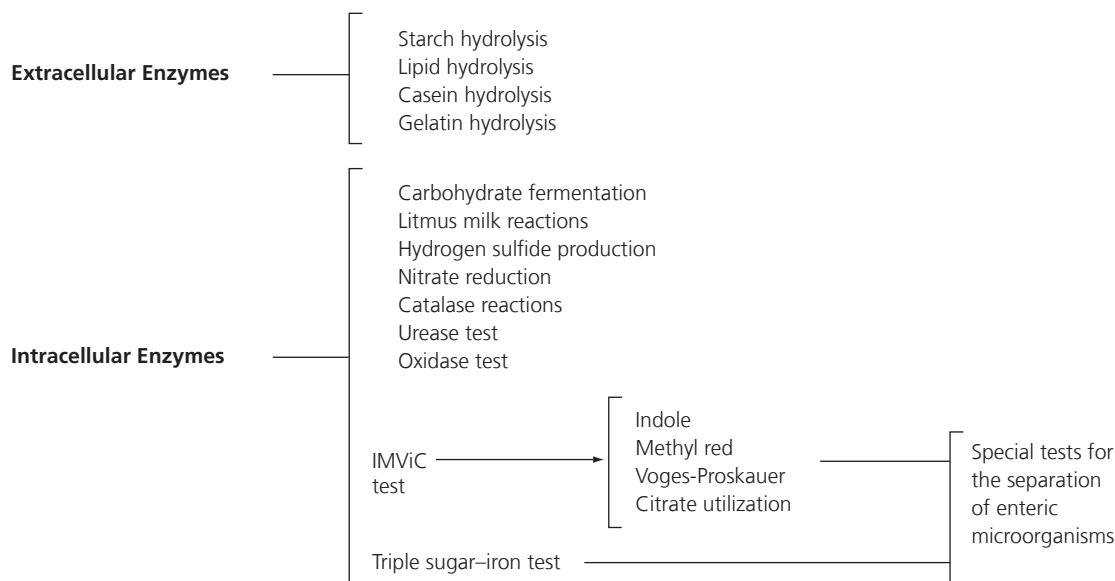 Extracellular Enzymes
Starch hydrolysis
Lipid hydrolysis
Casein hydrolysis
Gelatin hydrolysis
Intracellular Enzymes
Carbohydrate fermentation
Litmus milk reactions
Hydrogen sulfide production
Nitrate reduction
Catalase reactions
Urease test
Oxidase test
IMViC
test
Indole
Methyl red
Voges-Proskauer
Citrate utilization
Triple sugar–iron test
Special tests for
the separation
of enteric
microorganisms